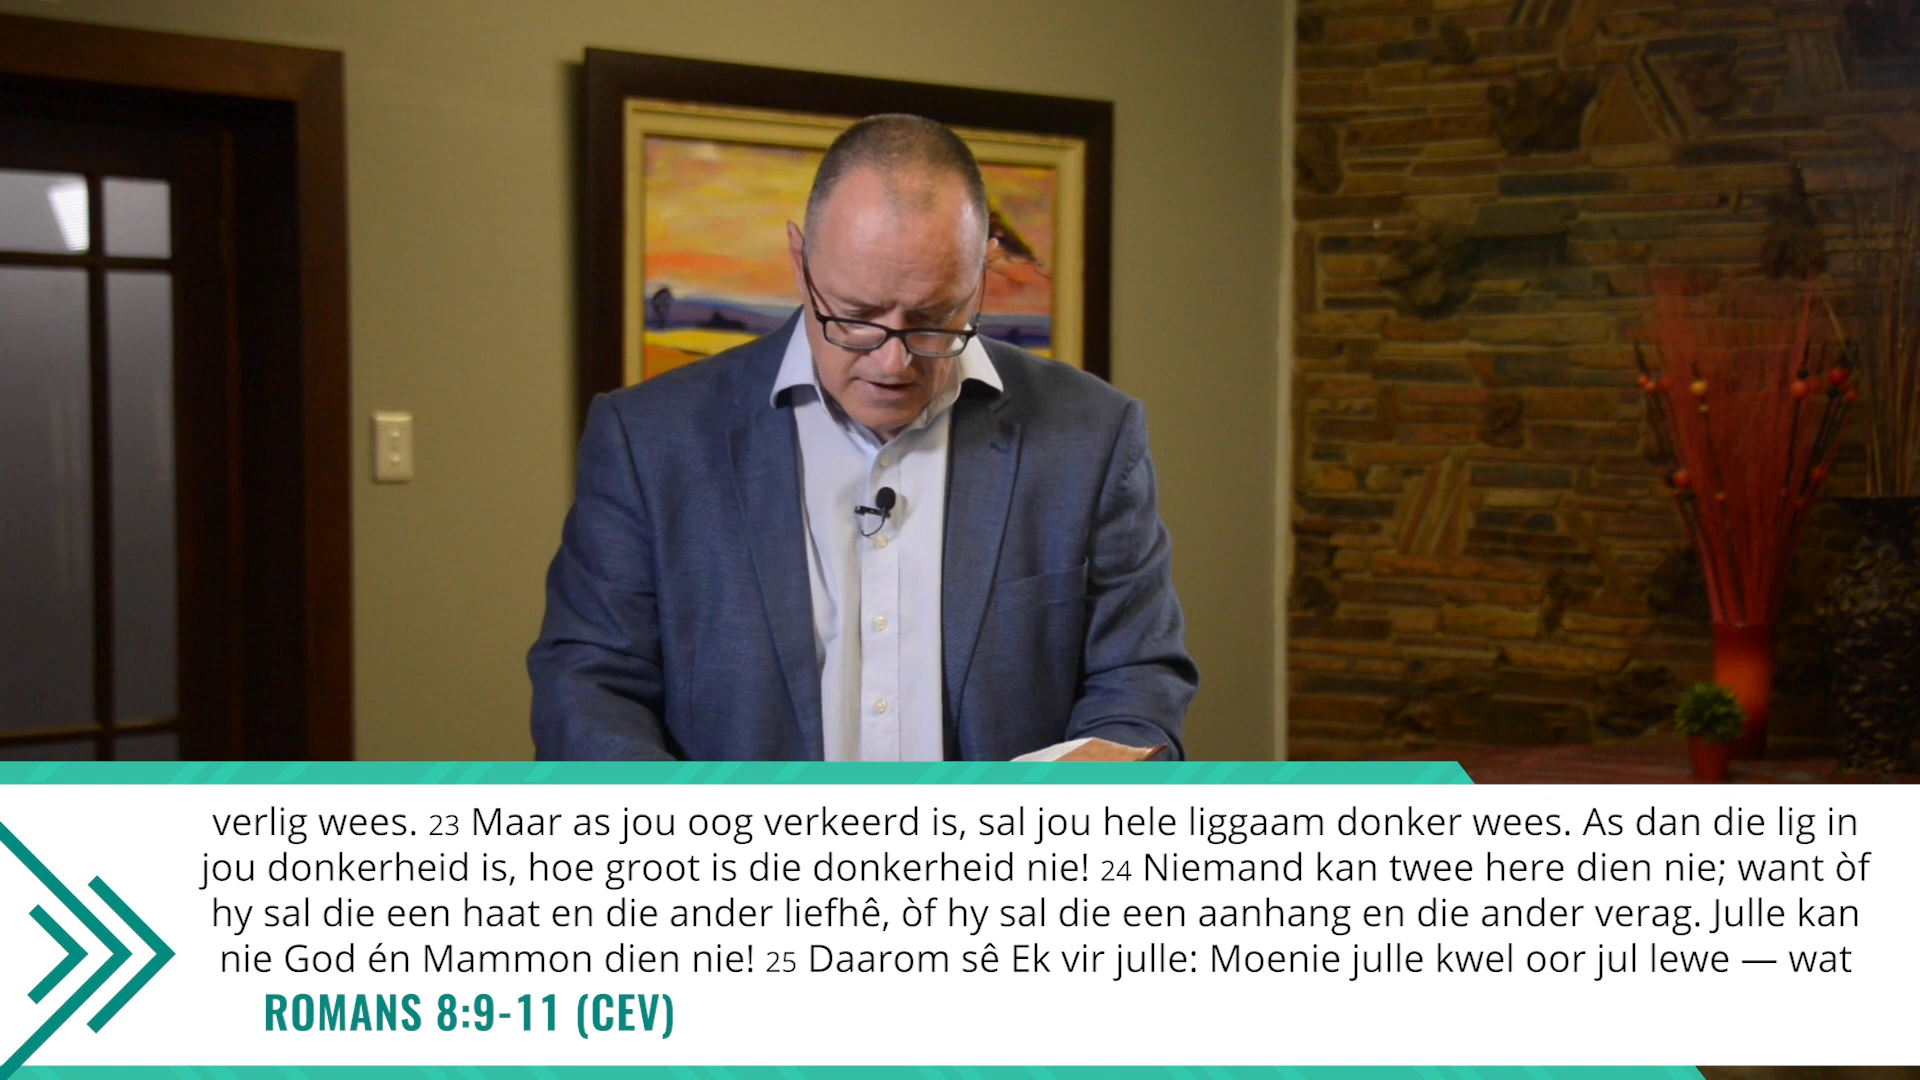 verlig wees. 23 Maar as jou oog verkeerd is, sal jou hele liggaam donker wees. As dan die lig in
jou donkerheid is, hoe groot is die donkerheid nie! 24 Niemand kan twee here dien nie; want òf
hy sal die een haat en die ander liefhê, òf hy sal die een aanhang en die ander verag. Julle kan
nie God én Mammon dien nie! 25 Daarom sê Ek vir julle: Moenie julle kwel oor jul lewe — wat
ROMANS 8:9-11 (CEV)